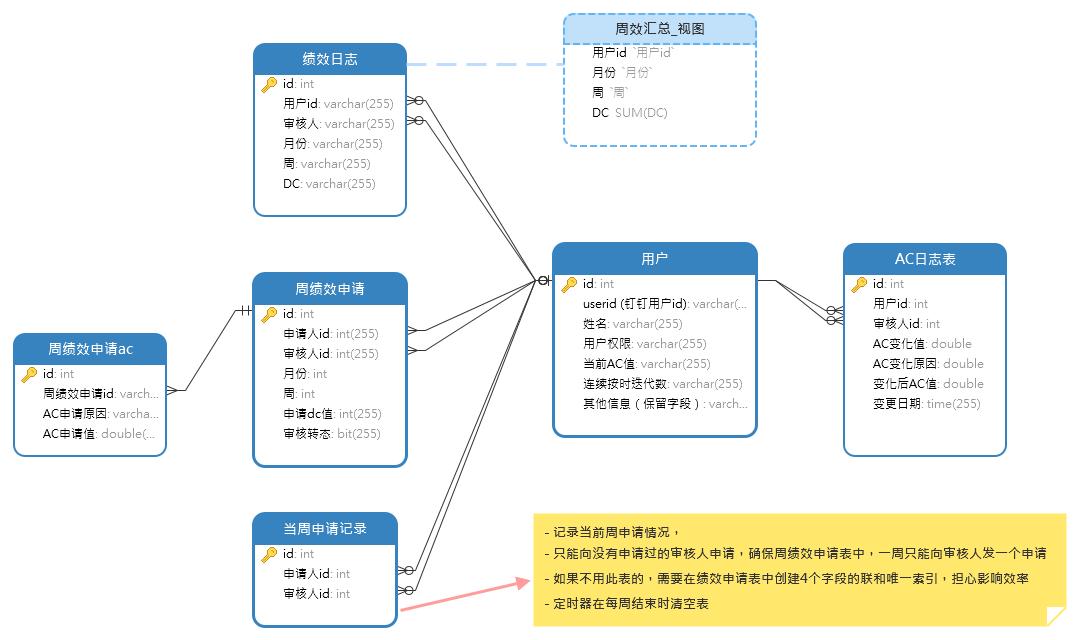 周效汇总_视图
用户id `用户id`
月份 `月份`
周 `周`
DC SUM(DC)
绩效日志
id: int
用户id: varchar(255)
审核人: varchar(255)
月份: varchar(255)
周: varchar(255)
DC: varchar(255)
周绩效申请
id: int
申请人id: int(255)
审核人id: int(255)
月份: int
周: int
申请dc值: int(255)
审核转态: bit(255)
周绩效申请ac
id: int
周绩效申请id: varch...
AC申请原因: varcha...
AC申请值: double(...
用户
id: int
userid (钉钉用户id): varchar(...
姓名: varchar(255)
用户权限: varchar(255)
当前AC值: varchar(255)
连续按时迭代数: varchar(255)
其他信息（保留字段）: varch...
AC日志表
id: int
用户id: int
审核人id: int
AC变化值: double
AC变化原因: double
变化后AC值: double
变更日期: time(255)
当周申请记录
id: int
申请人id: int
审核人id: int
- 记录当前周申请情况，
- 只能向没有申请过的审核人申请，确保周绩效申请表中，一周只能向审核人发一个申请
- 如果不用此表的，需要在绩效申请表中创建4个字段的联和唯一索引，担心影响效率
- 定时器在每周结束时清空表